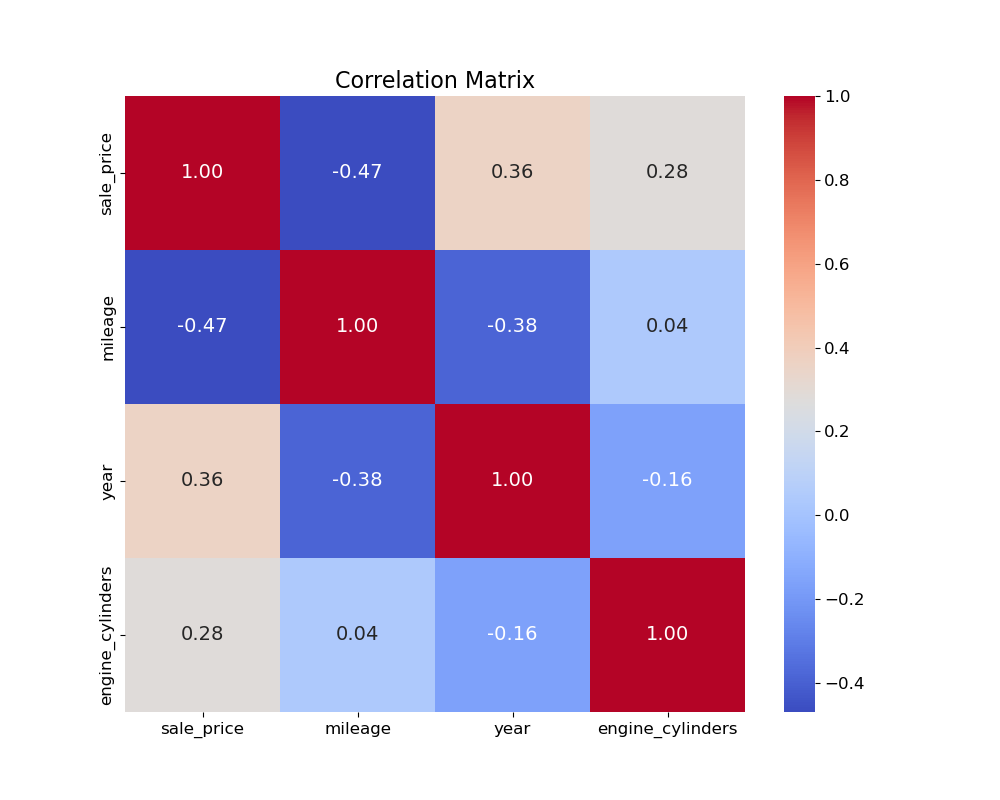 Correlation Matrix
sale_price
1.00
-0.47
0.36
0.28
mileage
-0.47
1.00
-0.38
0.04
year
0.36
-0.38
1.00
-0.16
engine_cylinders
0.28
0.04
-0.16
1.00
sale_price
mileage
year
engine_cylinders
1.0
0.8
0.6
0.4
0.2
0.0
−0.2
−0.4